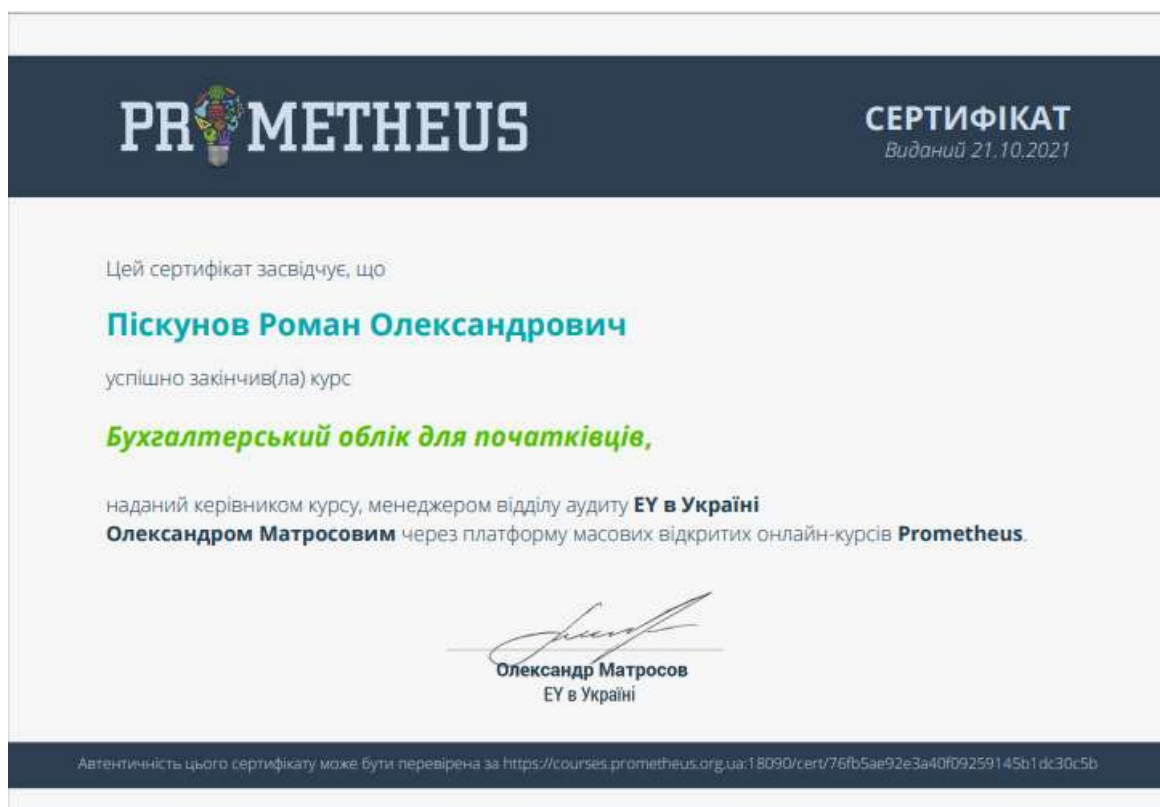 PROMETHEUS
СЕРТИФІКАТ
Виданий 21.10.2021
Цей сертифікат засвідчує, що
Піскунов Роман Олександрович
успішно закінчив(ла) курс
Бухгалтерський облік для початківців,
наданий керівником курсу, менеджером відділу аудиту EY в Україні
Олександром Матросовим через платформу масових відкритих онлайн-курсів Prometheus.
Олександр Матросов
EY в Україні
Автентичність цього сертифікату може бути перевірена за https://courses.prometheus.org.ua:18090/cert/76fb5ae92e3a40f09259145b1dc30c5b